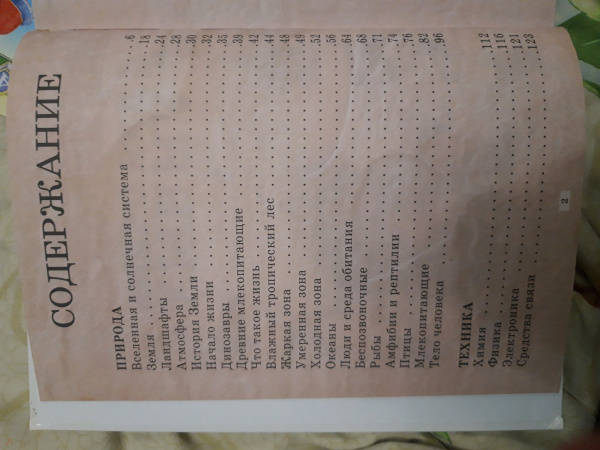 СОДЕРЖАНИЕ
ПРИРОДА
Вселенная и солнечная система . . . 6
Земля . . . 18
Ландшафты . . . 24
Атмосфера . . . 28
История Земли . . . 30
Начало жизни . . . 32
Динозавры . . . 35
Древние млекопитающие . . . 39
Что такое жизнь . . . 42
Влажный тропический лес . . . 44
Жаркая зона . . . 48
Умеренная зона . . . 49
Холодная зона . . . 52
Океаны . . . 56
Люди и среда обитания . . . 64
Беспозвоночные . . . 68
Рыбы . . . 71
Амфибии и рептилии . . . 74
Птицы . . . 76
Млекопитающие . . . 82
Тело человека . . . 96
ТЕХНИКА
Химия . . . 112
Физика . . . 116
Электроника . . . 121
Средства связи . . . 123
2